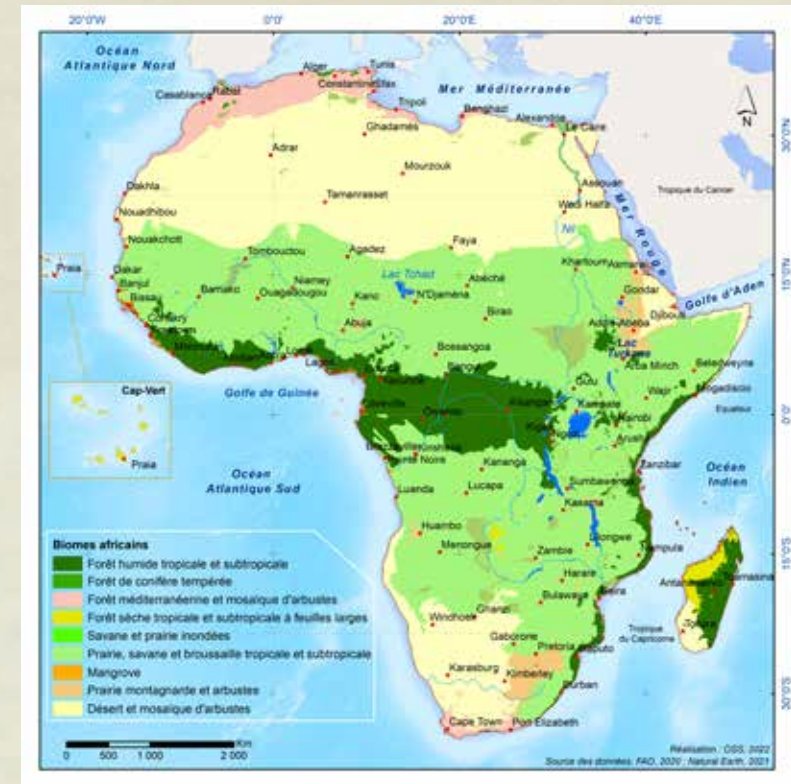 20°0'W 0°0' 20°0'E 40°0'E
Océan
Atlantique Nord
Alger
Tunis
Constantine
Sfax
Casablanca
Rabat
Mer Méditerranée
Tripoli
Benghazi
Alexandrie
Le Caire
N
30°0'N
Ghadamès
Adrar
Mourzouk
Assouan
Tropique du Cancer
Dakhla
Tamanrasset
Wadi Halfa
Mer Rouge
Nouadhibou
Nil
Nouakchott
Tombouctou
Agadez
Faya
Khartoum
Asmara
15°0'N
Praia
Dakar
Banjul
Bissau
Bamako
Niamey
Ouagadougou
Kano
Lac Tchad
N'Djaména
Abéché
Gondar
Golfe d'Aden
Djibouti
Conakry
Abuja
Birao
Addis-Abeba
Lagos
Bossangoa
Lac
Turkana
Arba Minch
Beledweyne
Cap-Vert
Golfe de Guinée
Libreville
Gulu
Wajir
Mogadiscio
Kampala
Equateur
0°0'
Nairobi
Praia
Océan
Atlantique Sud
Brazzaville
Kinshasa
Pointe Noire
Kananga
Zanzibar
Océan
Indien
Luanda
Lucapa
Sumbawanga
Kasama
Huambo
Menongue
Lilongwe
Zambie
Nampula
15°0'S
Harare
Bulawayo
Beira
Antananarivo
Toamasina
Windhoek
Ghanzi
Toliara
Tropique
du Capricorne
Gaborone
Pretoria
Maputo
Karasburg
Kimberley
Durban
30°0'S
Cape Town
Port Elizabeth
Biomes africains
Forêt humide tropicale et subtropicale
Forêt de conifère tempérée
Forêt méditerranéenne et mosaïque d'arbustes
Forêt sèche tropicale et subtropicale à feuilles larges
Savane et prairie inondées
Prairie, savane et broussaille tropicale et subtropicale
Mangrove
Prairie montagnarde et arbustes
Désert et mosaïque d'arbustes
Km
0 500 1 000 2 000
Réalisation : OSS, 2022
Source des données: FAO, 2020 ; Natural Earth, 2021